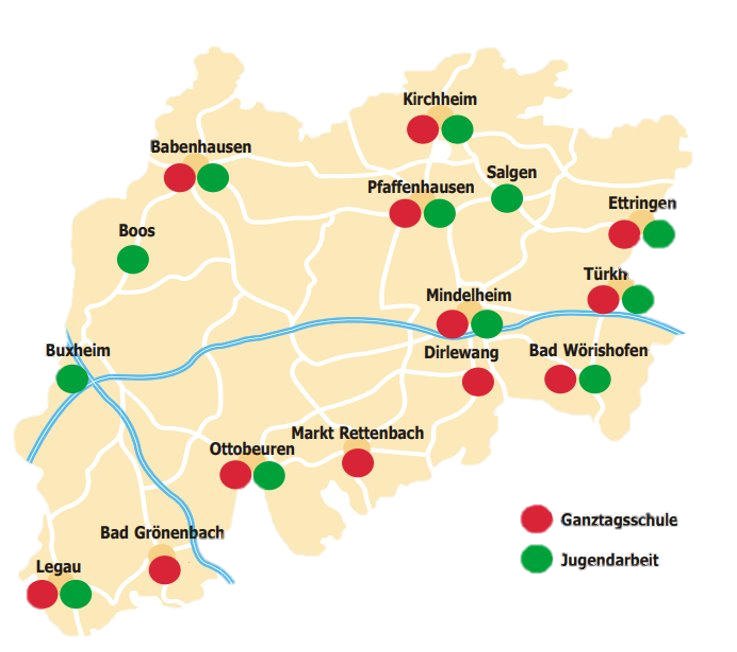 Kirchheim
Babenhausen
Salgen
Pfaffenhausen
Ettringen
Boos
Türkh
Mindelheim
Buxheim
Dirlewang
Bad Wörishofen
Markt Rettenbach
Ottobeuren
Ganztagsschule
Bad Grönenbach
Jugendarbeit
Legau